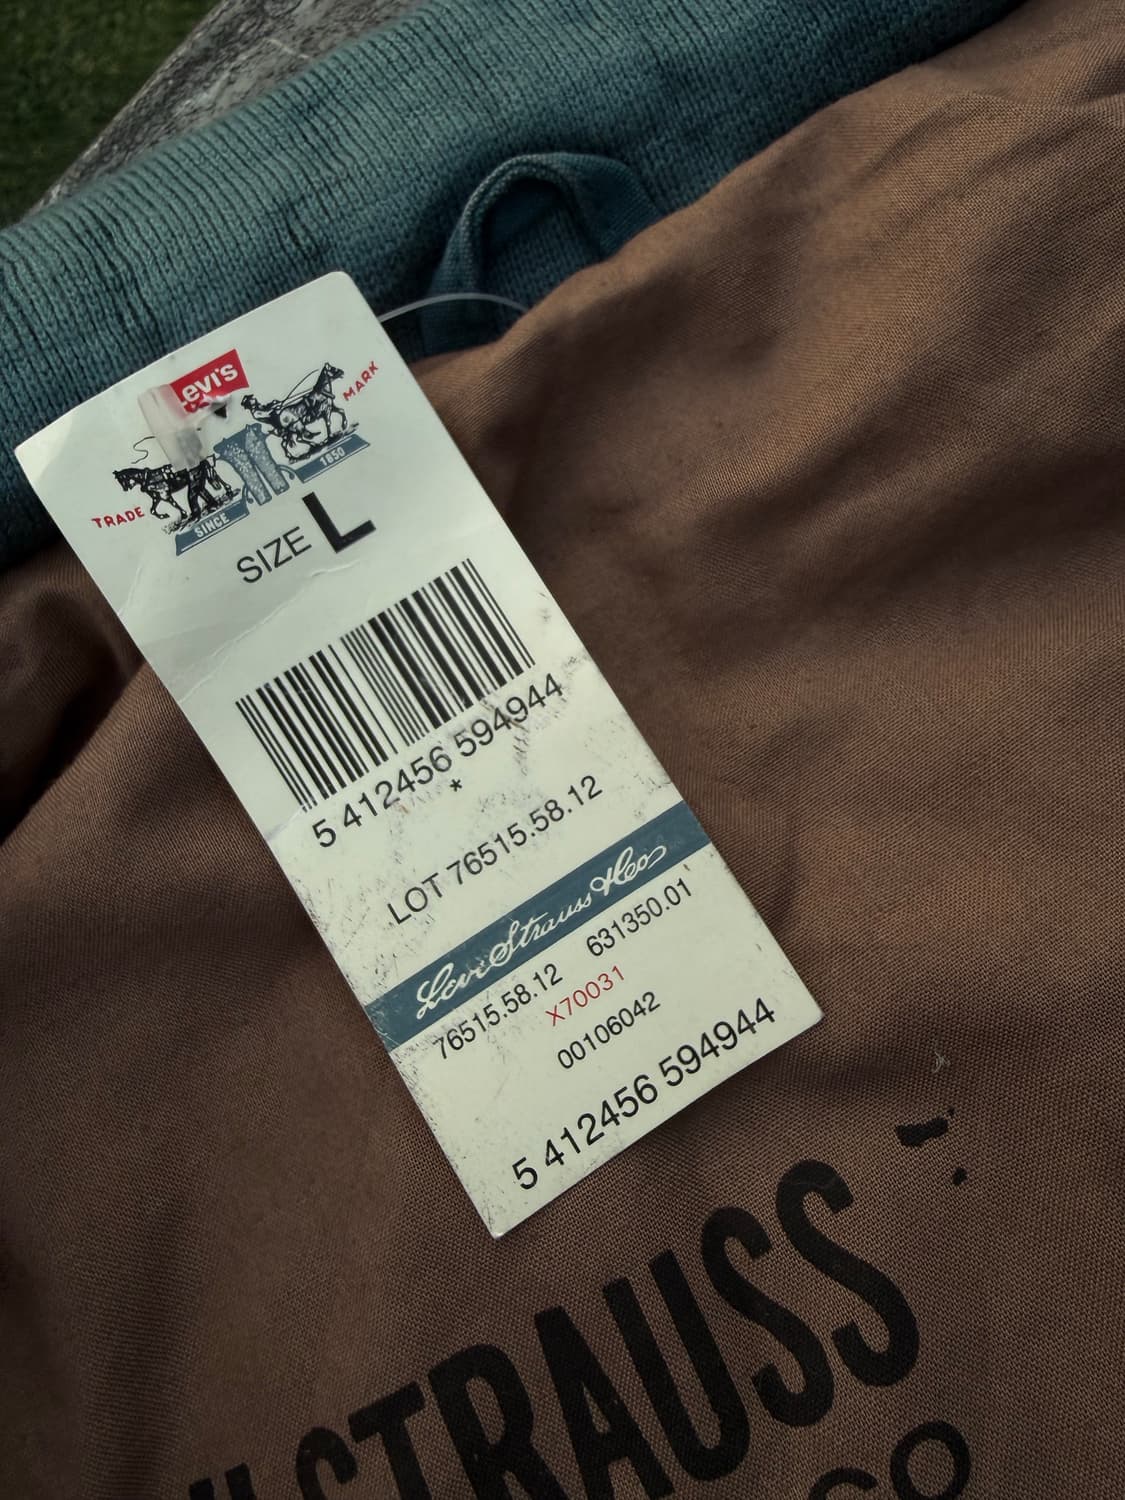 Levi's
TRADE MARK
SINCE 1850
SIZE L
5 412456 594944
*
LOT 76515.58.12
Levi Strauss & Co
76515.58.12 631350.01
X70031
00106042
5 412456 594944
STRAUSS
CO